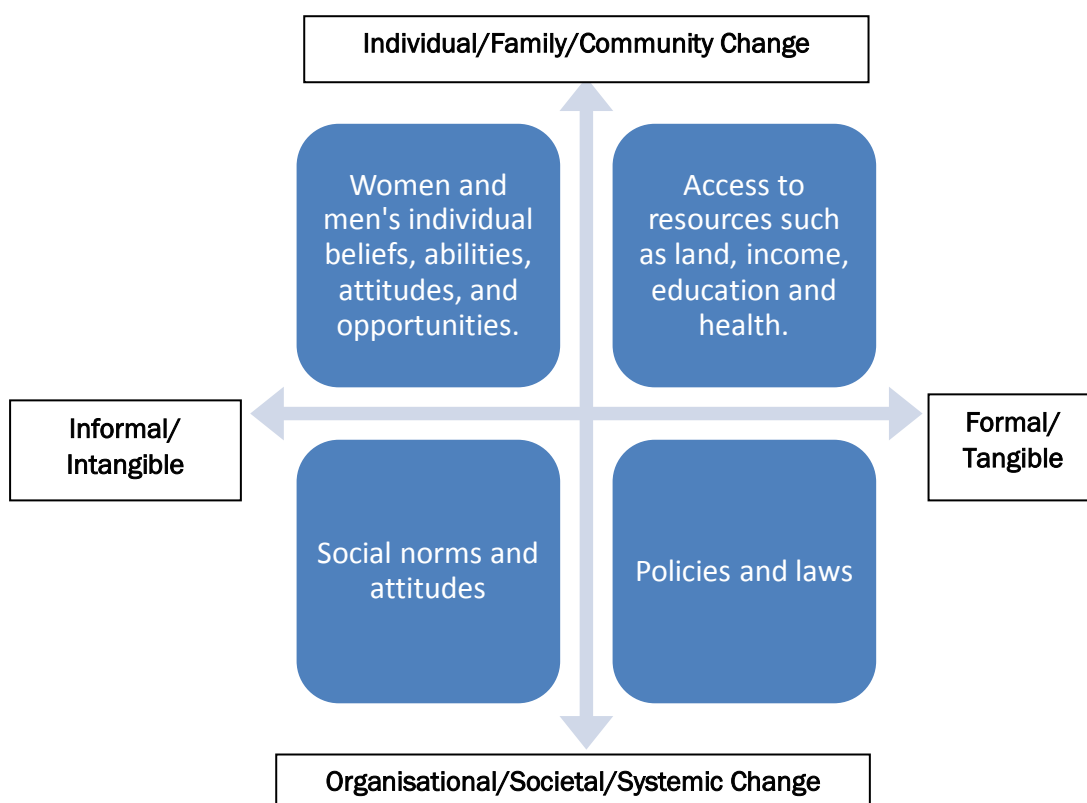 Individual/Family/Community Change
Women and
men's individual
beliefs, abilities,
attitudes, and
opportunities.
Access to
resources such
as land, income,
education and
health.
Informal/
Intangible
Formal/
Tangible
Social norms and
attitudes
Policies and laws
Organisational/Societal/Systemic Change